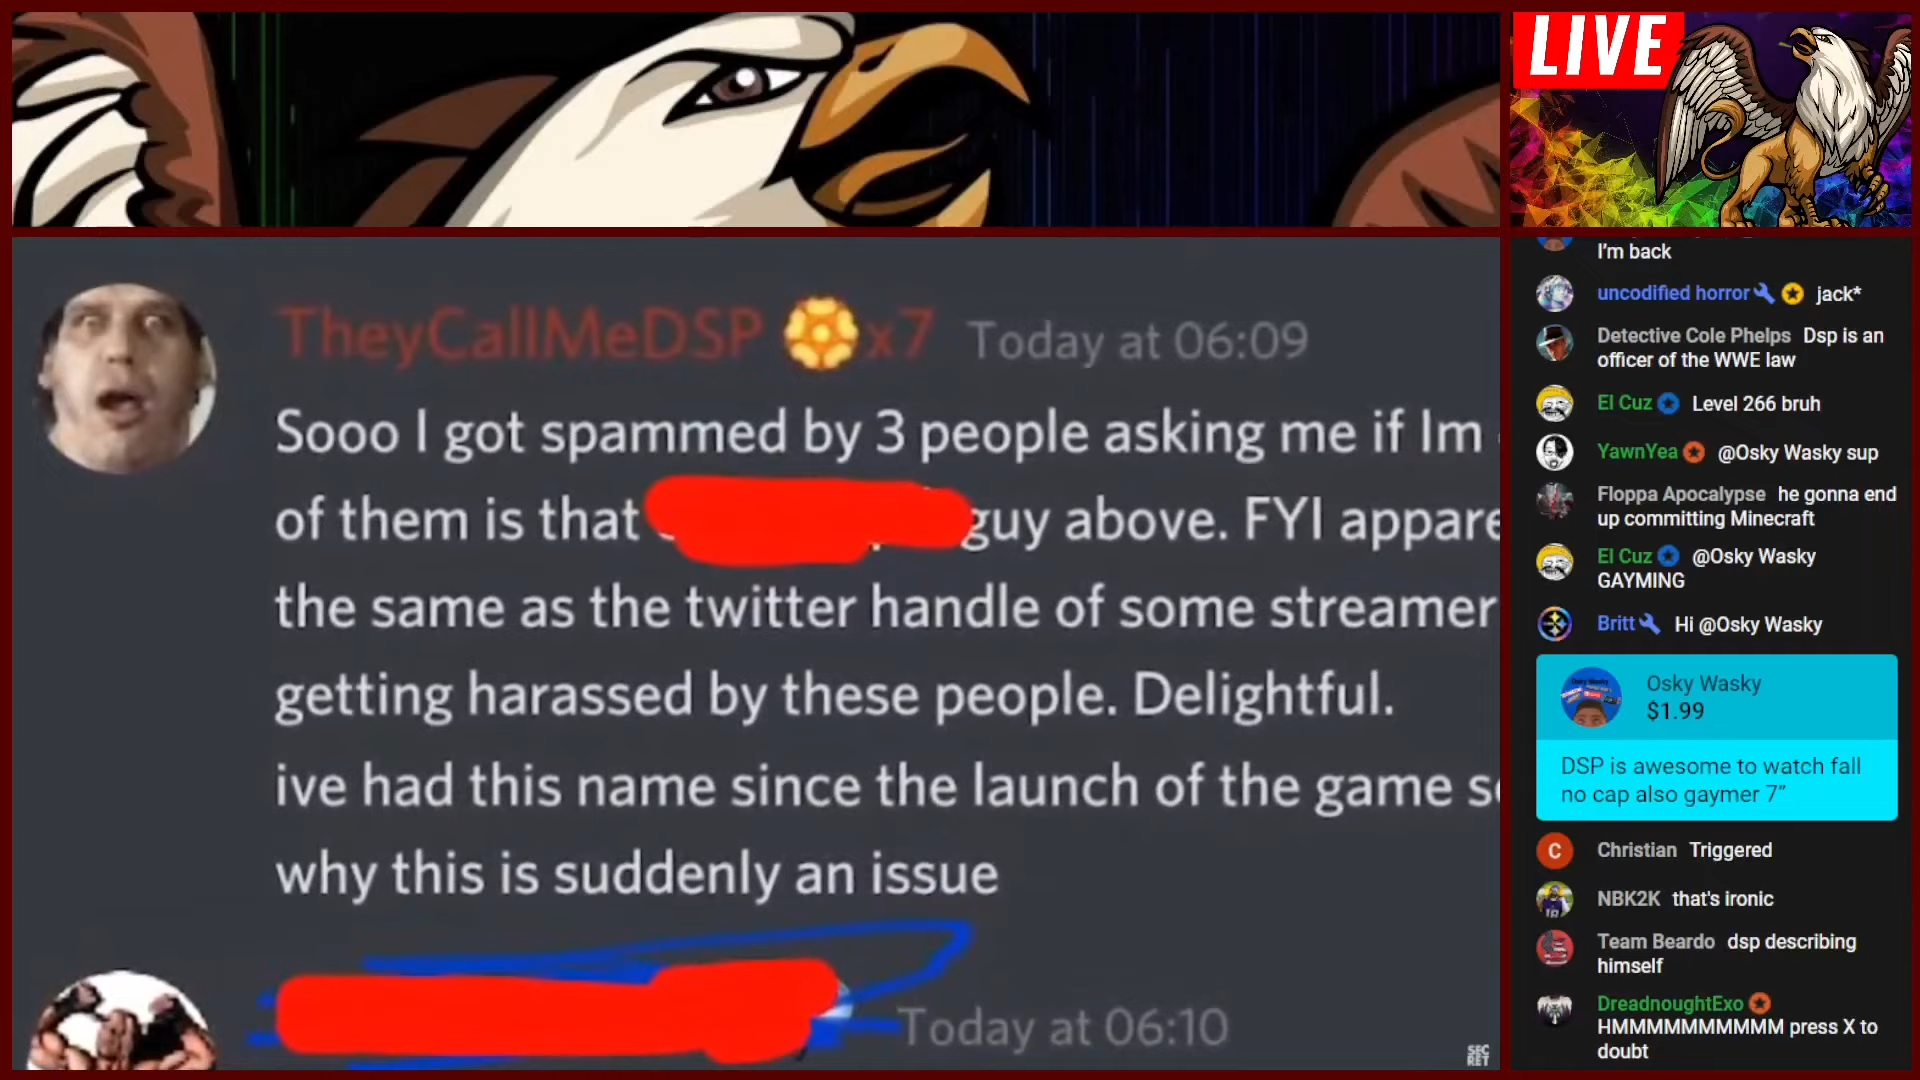 LIVE
TheyCallMeDSP x7 Today at 06:09
Sooo I got spammed by 3 people asking me if Im
of them is that guy above. FYI appare
the same as the twitter handle of some streamer
getting harassed by these people. Delightful.
ive had this name since the launch of the game s
why this is suddenly an issue
Today at 06:10
SEC
RET
I'm back
uncodified horror jack*
Detective Cole Phelps Dsp is an
officer of the WWE law
El Cuz Level 266 bruh
YawnYea @Osky Wasky sup
Floppa Apocalypse he gonna end
up committing Minecraft
El Cuz @Osky Wasky
GAYMING
Britt Hi @Osky Wasky
Osky Wasky
$1.99
DSP is awesome to watch fall
no cap also gaymer 7”
C Christian Triggered
NBK2K that's ironic
Team Beardo dsp describing
himself
DreadnoughtExo
HMMMMMMMMMM press X to
doubt